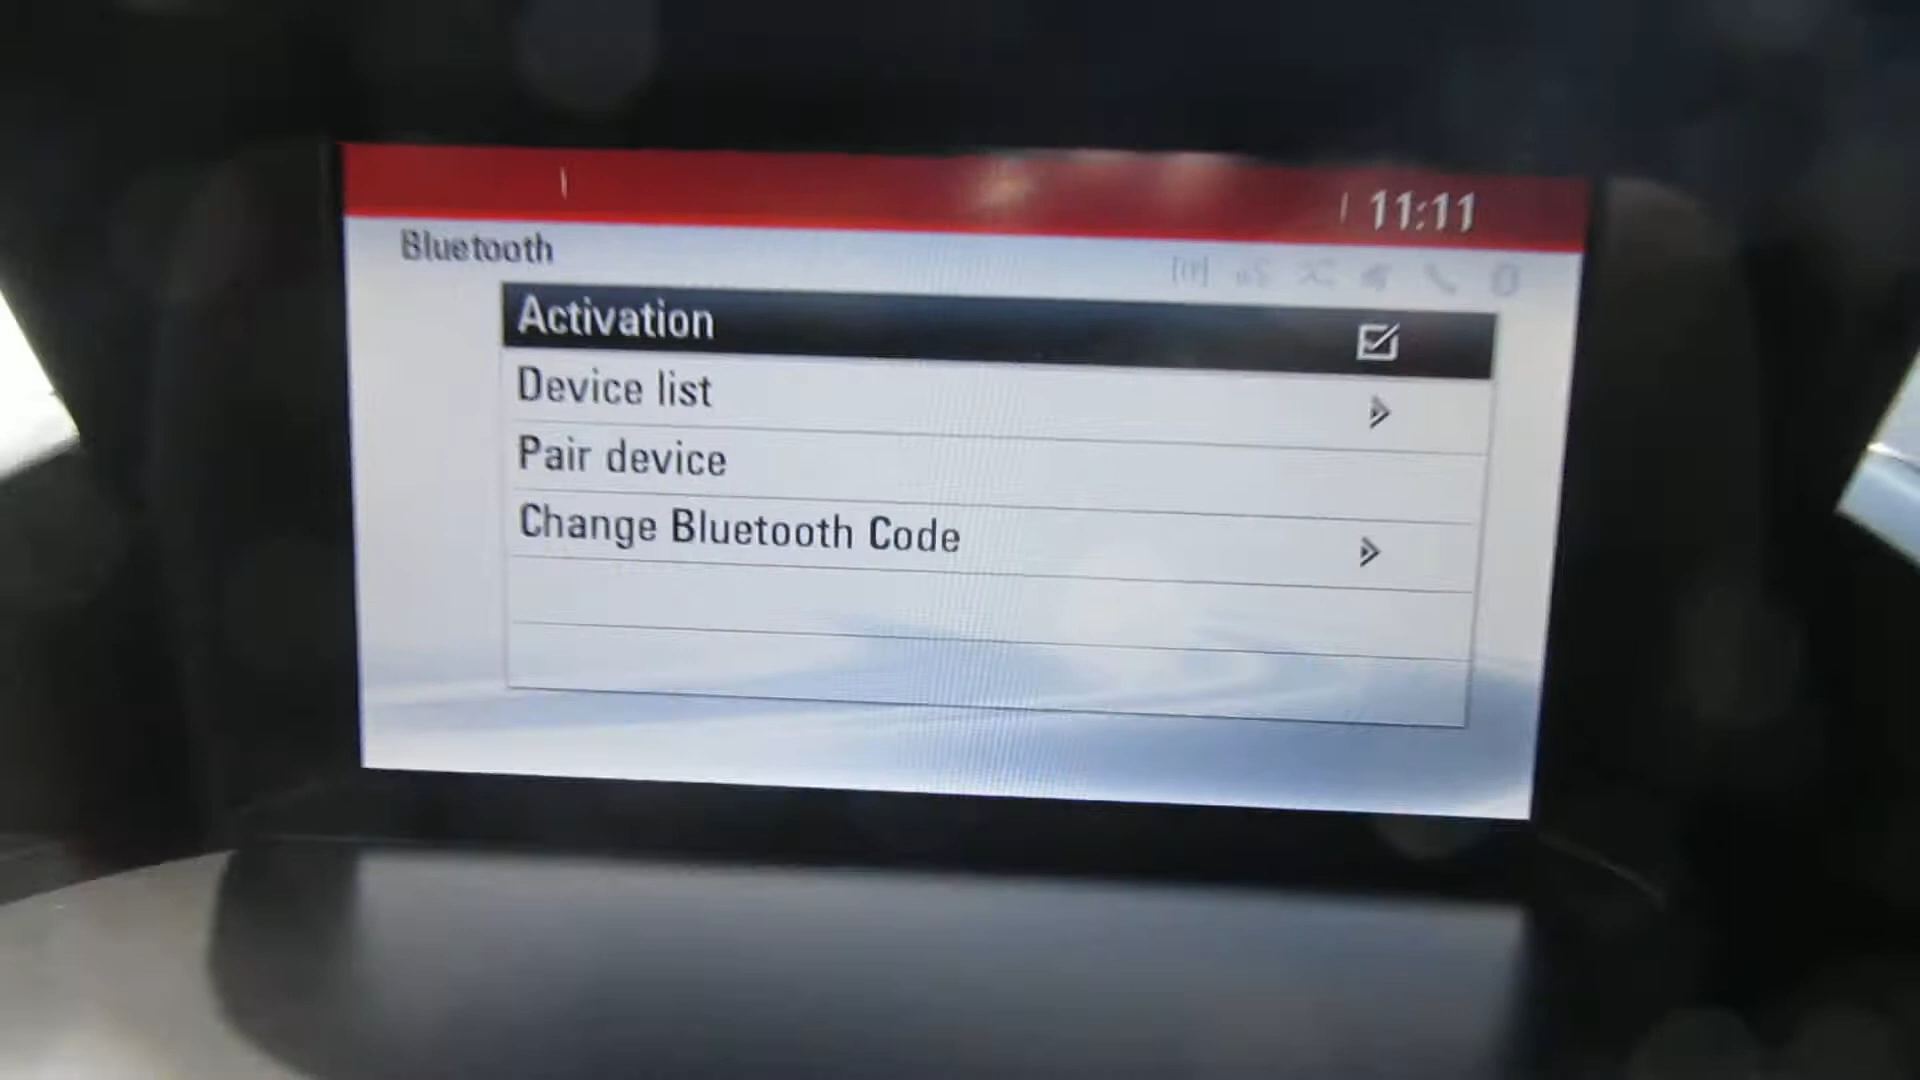 11:11
Bluetooth
Activation
Device list
Pair device
Change Bluetooth Code